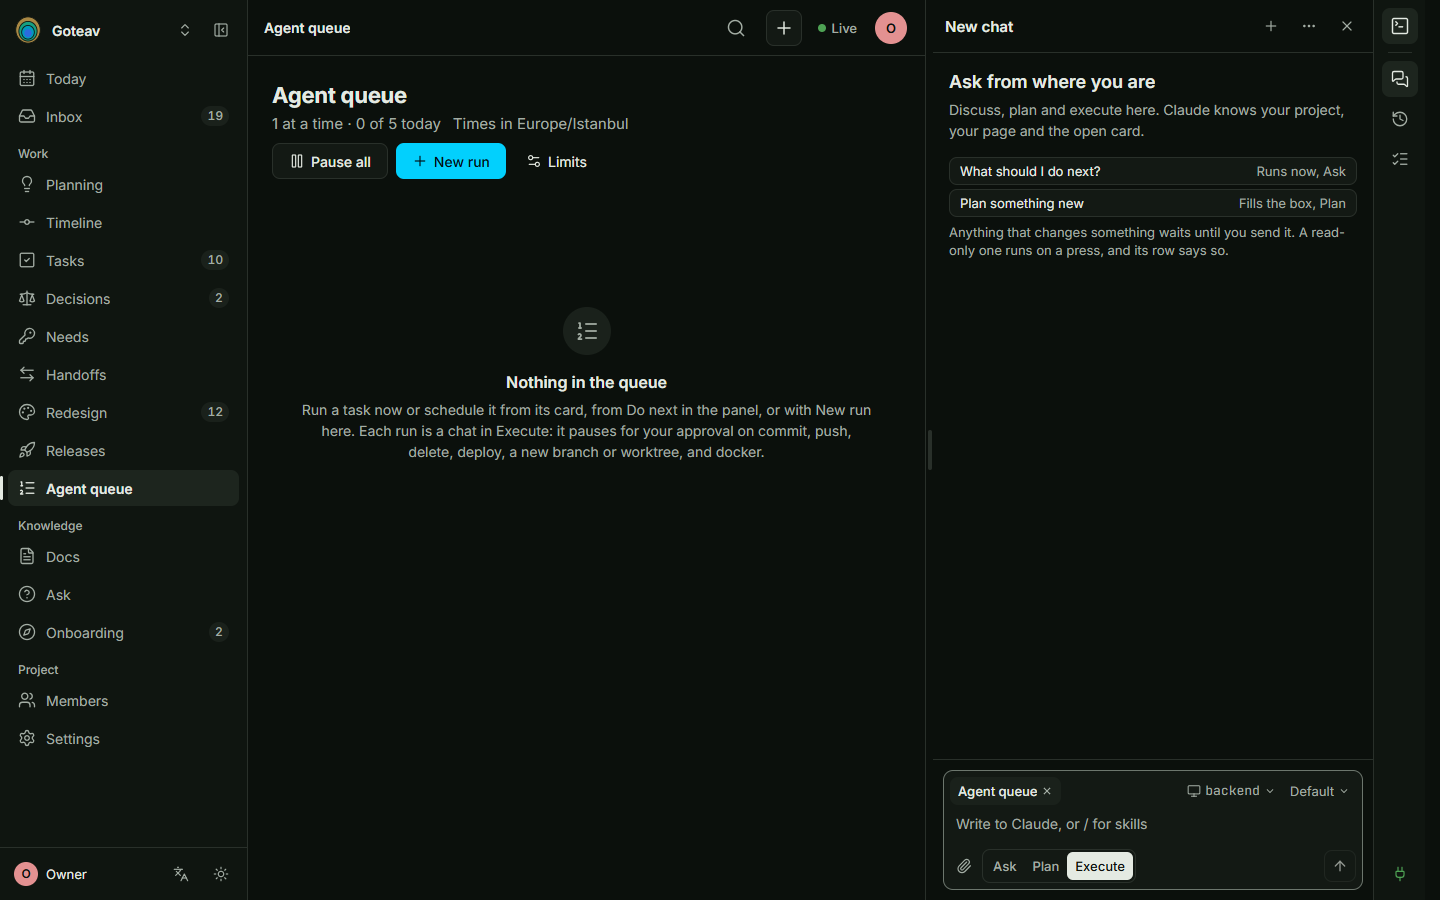 Goteav
Today
Inbox 19
Work
Planning
Timeline
Tasks 10
Decisions 2
Needs
Handoffs
Redesign 12
Releases
Agent queue
Knowledge
Docs
Ask
Onboarding 2
Project
Members
Settings
O Owner
Agent queue
Live
O
Agent queue
1 at a time · 0 of 5 today Times in Europe/Istanbul
Pause all
New run
Limits
Nothing in the queue
Run a task now or schedule it from its card, from Do next in the panel, or with New run
here. Each run is a chat in Execute: it pauses for your approval on commit, push,
delete, deploy, a new branch or worktree, and docker.
New chat
Ask from where you are
Discuss, plan and execute here. Claude knows your project,
your page and the open card.
What should I do next? Runs now, Ask
Plan something new Fills the box, Plan
Anything that changes something waits until you send it. A read-
only one runs on a press, and its row says so.
Agent queue
backend
Default
Write to Claude, or / for skills
Ask
Plan
Execute